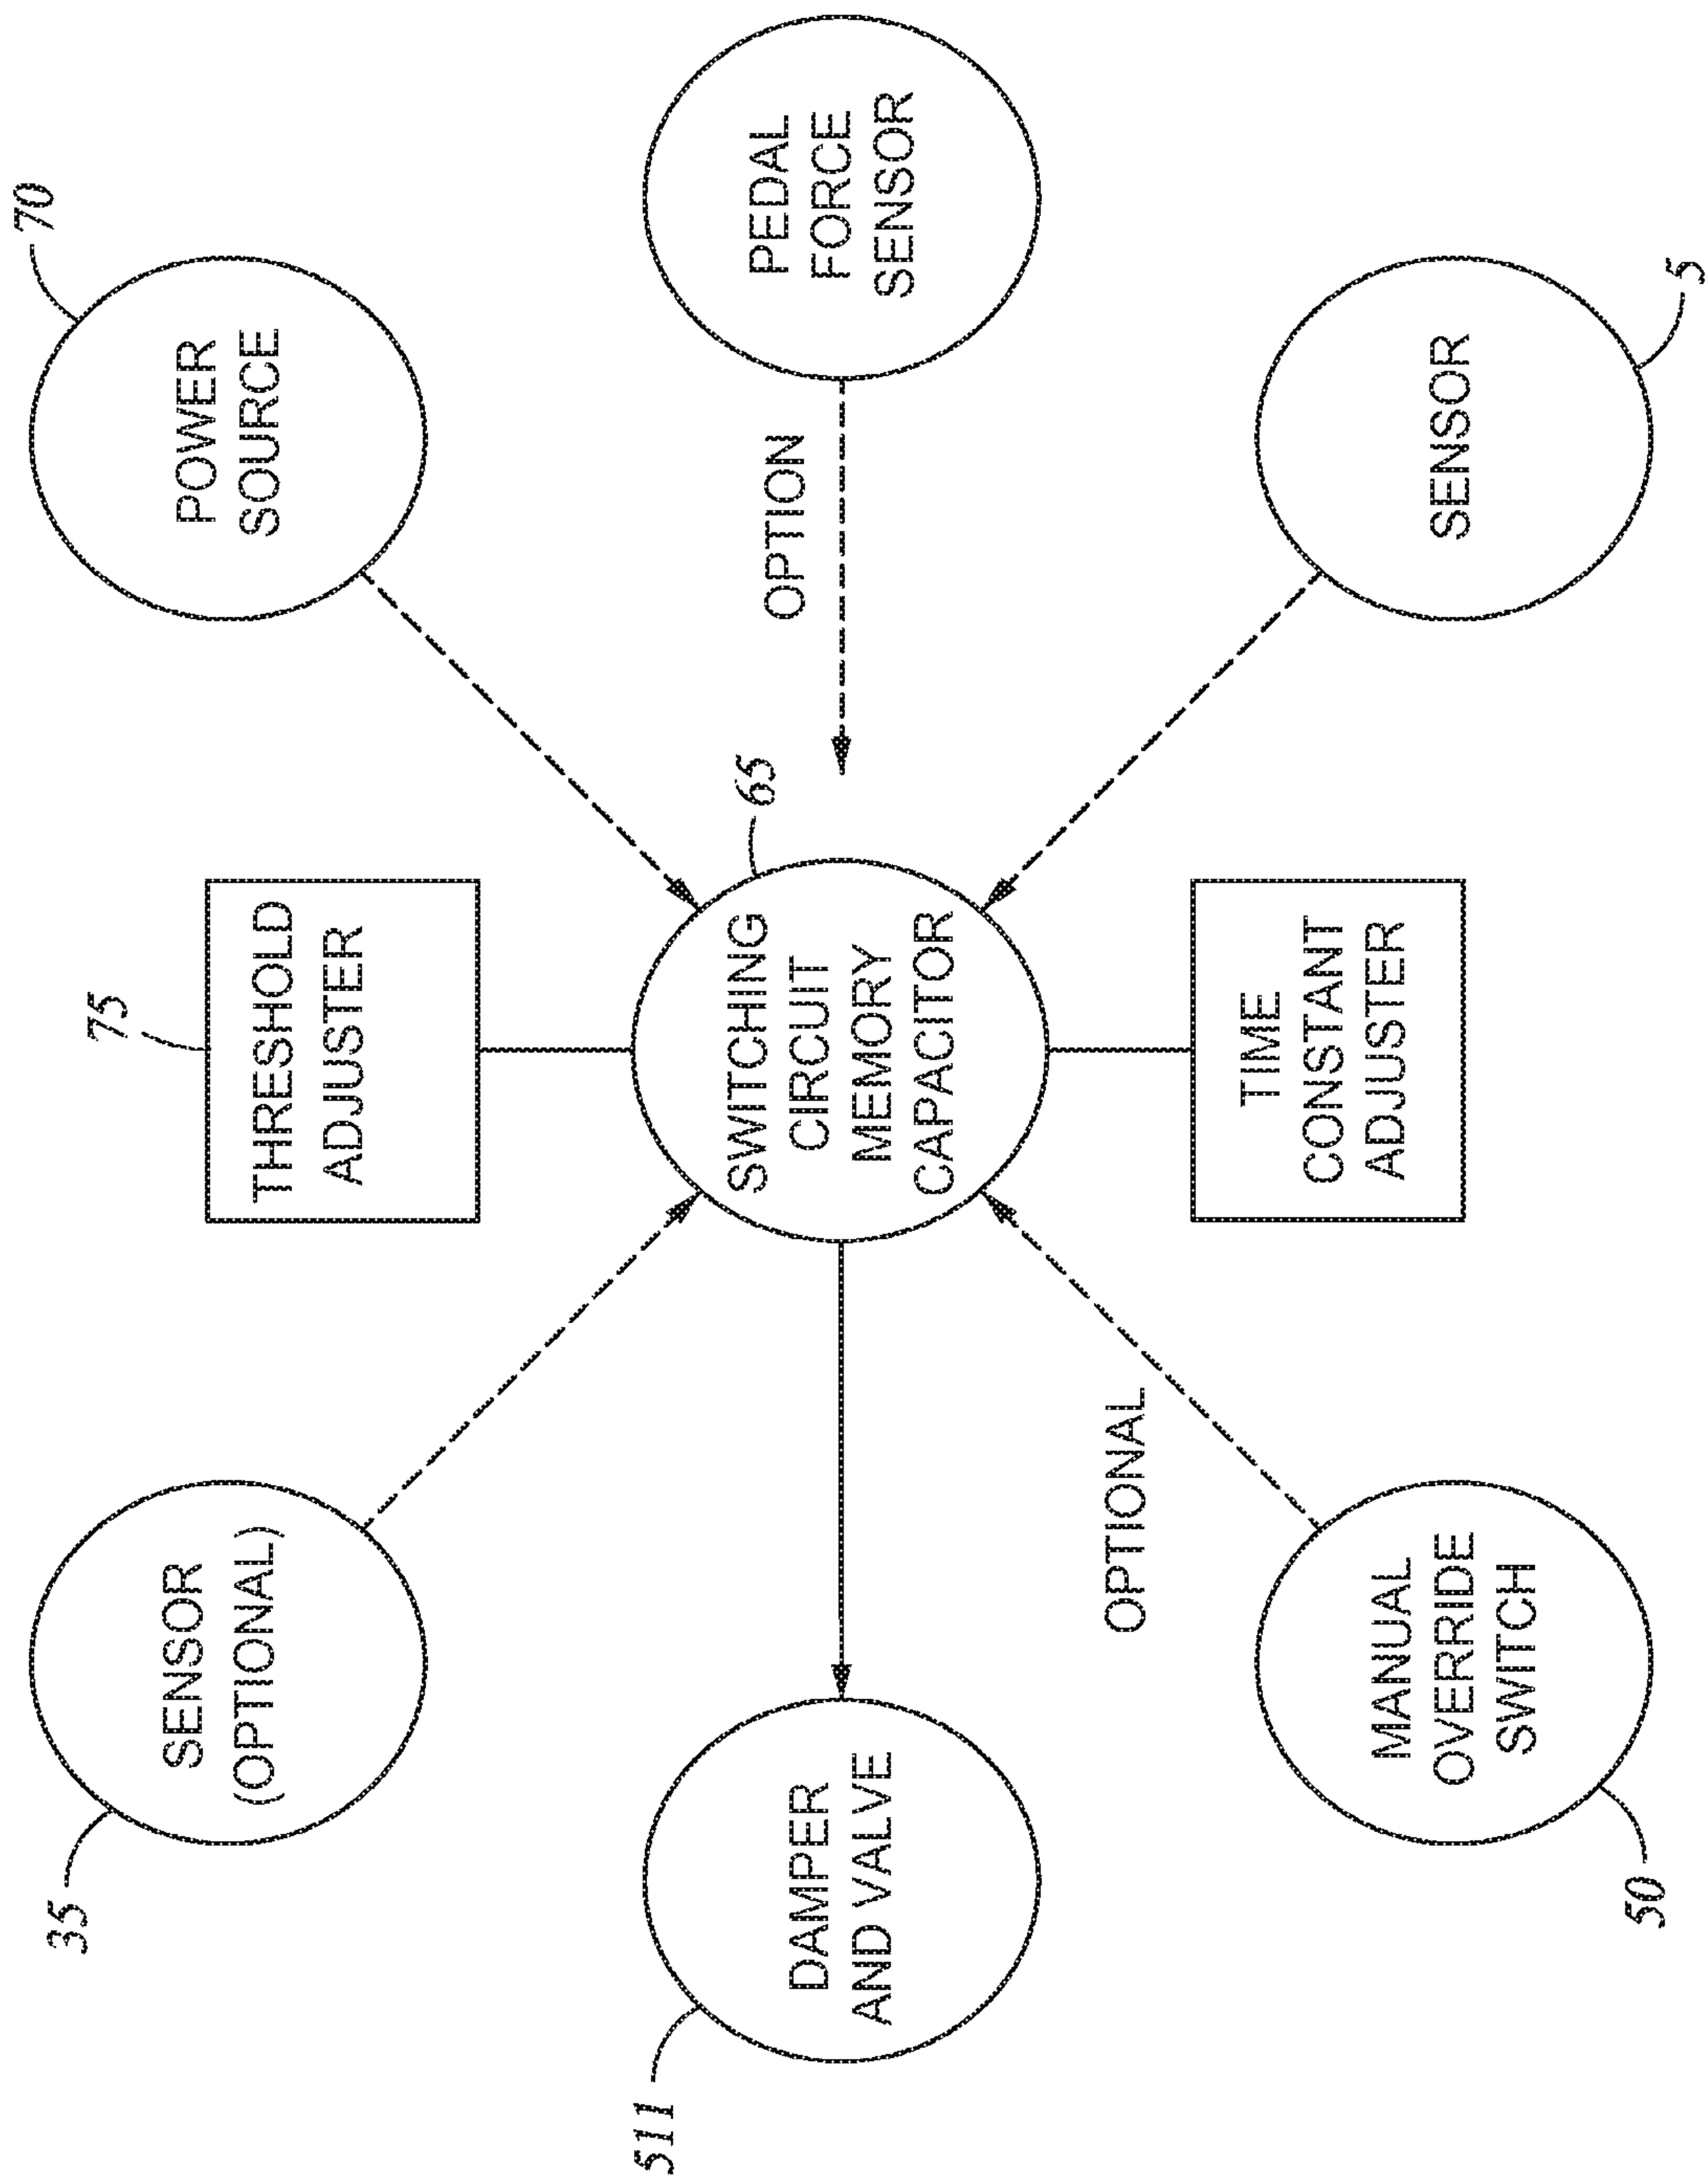 35
SENSOR
(OPTIONAL)
75
THRESHOLD
ADJUSTER
70
POWER
SOURCE
511
DAMPER
AND VALVE
65
SWITCHING
CIRCUIT
MEMORY
CAPACITOR
OPTION
PEDAL
FORCE
SENSOR
OPTIONAL
MANUAL
OVERRIDE
SWITCH
50
TIME
CONSTANT
ADJUSTER
SENSOR
5